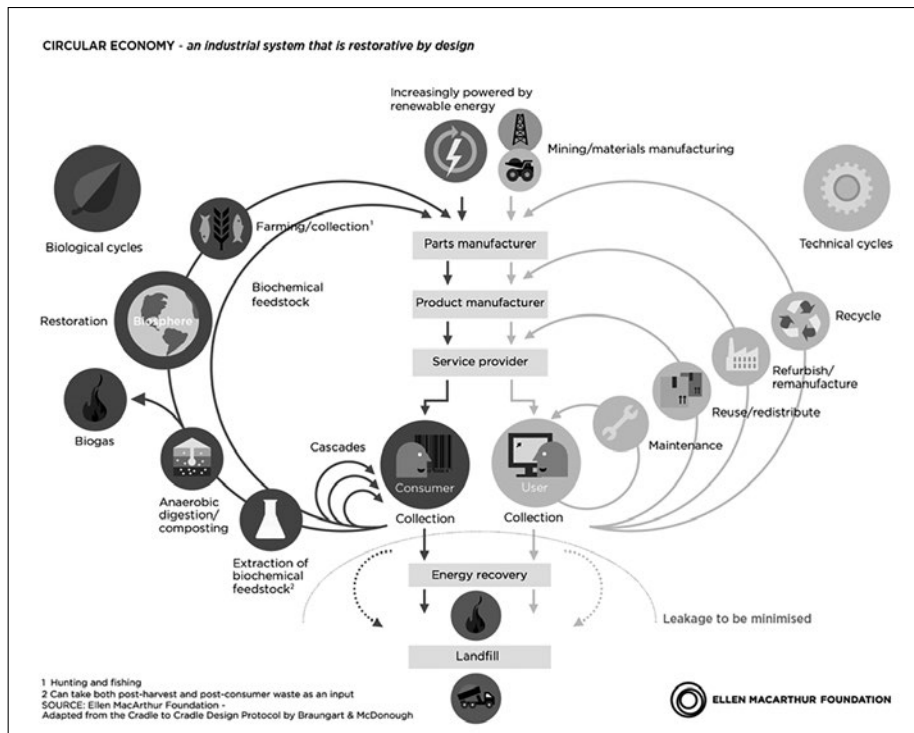 CIRCULAR ECONOMY - an industrial system that is restorative by design
Increasingly powered by
renewable energy
Mining/materials manufacturing
Biological cycles
Farming/collection¹
Parts manufacturer
Technical cycles
Biochemical
feedstock
Product manufacturer
Restoration
Biosphere
Recycle
Service provider
Refurbish/
remanufacture
Reuse/redistribute
Biogas
Cascades
Maintenance
Consumer
User
Anaerobic
digestion/
composting
Collection
Collection
Extraction of
biochemical
feedstock²
Energy recovery
Leakage to be minimised
Landfill
1 Hunting and fishing
2 Can take both post-harvest and post-consumer waste as an input
SOURCE: Ellen MacArthur Foundation -
Adapted from the Cradle to Cradle Design Protocol by Braungart & McDonough
ELLEN MACARTHUR FOUNDATION